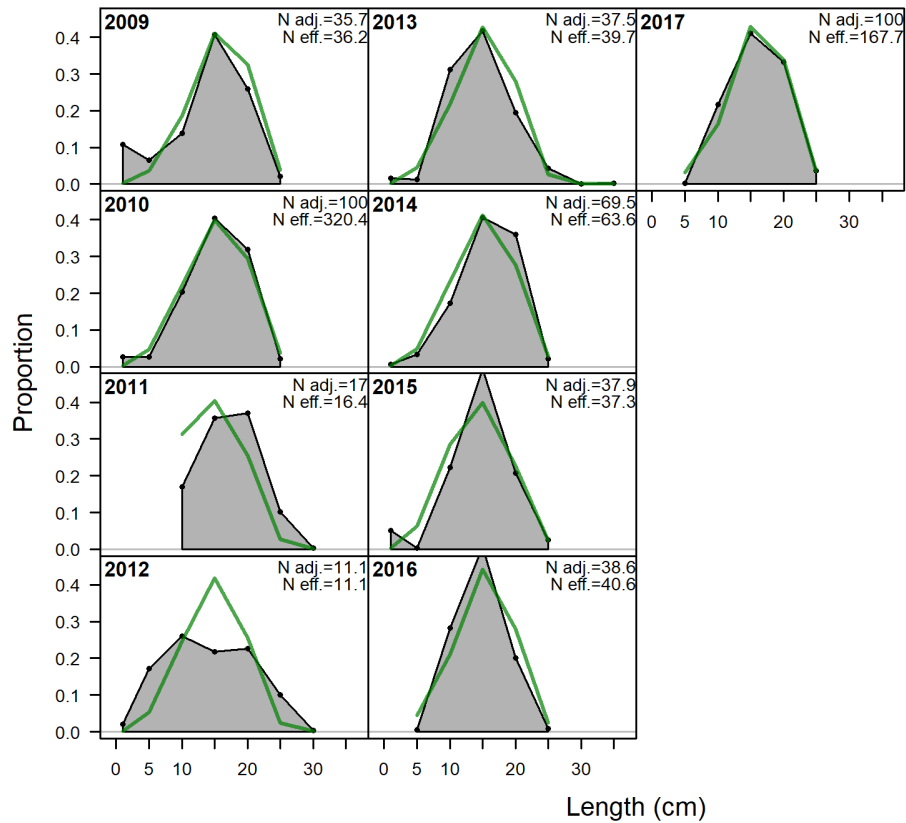 2009
N adj.=35.7
N eff.=36.2
2013
N adj.=37.5
N eff.=39.7
2017
N adj.=100
N eff.=167.7
0.4
0.3
0.2
0.1
0.0
0 5 10 20 30
2010
N adj.=100
N eff.=320.4
2014
N adj.=69.5
N eff.=63.6
0.4
0.3
0.2
0.1
0.0
2011
N adj.=17
N eff.=16.4
2015
N adj.=37.9
N eff.=37.3
0.4
0.3
0.2
0.1
0.0
2012
N adj.=11.1
N eff.=11.1
2016
N adj.=38.6
N eff.=40.6
0.4
0.3
0.2
0.1
0.0
0 5 10 20 30
0 5 10 20 30
Proportion
Length (cm)